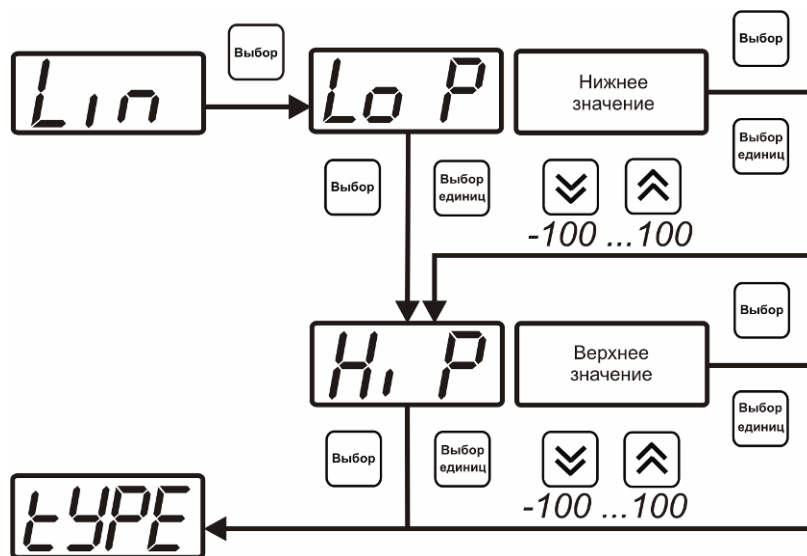 Выбор
Выбор
Lin
Lo P
Нижнее
значение
Выбор
Выбор
единиц
Выбор
единиц
-100 ...100
Hi P
Верхнее
значение
Выбор
Выбор
Выбор
единиц
Выбор
единиц
-100 ...100
tYPE